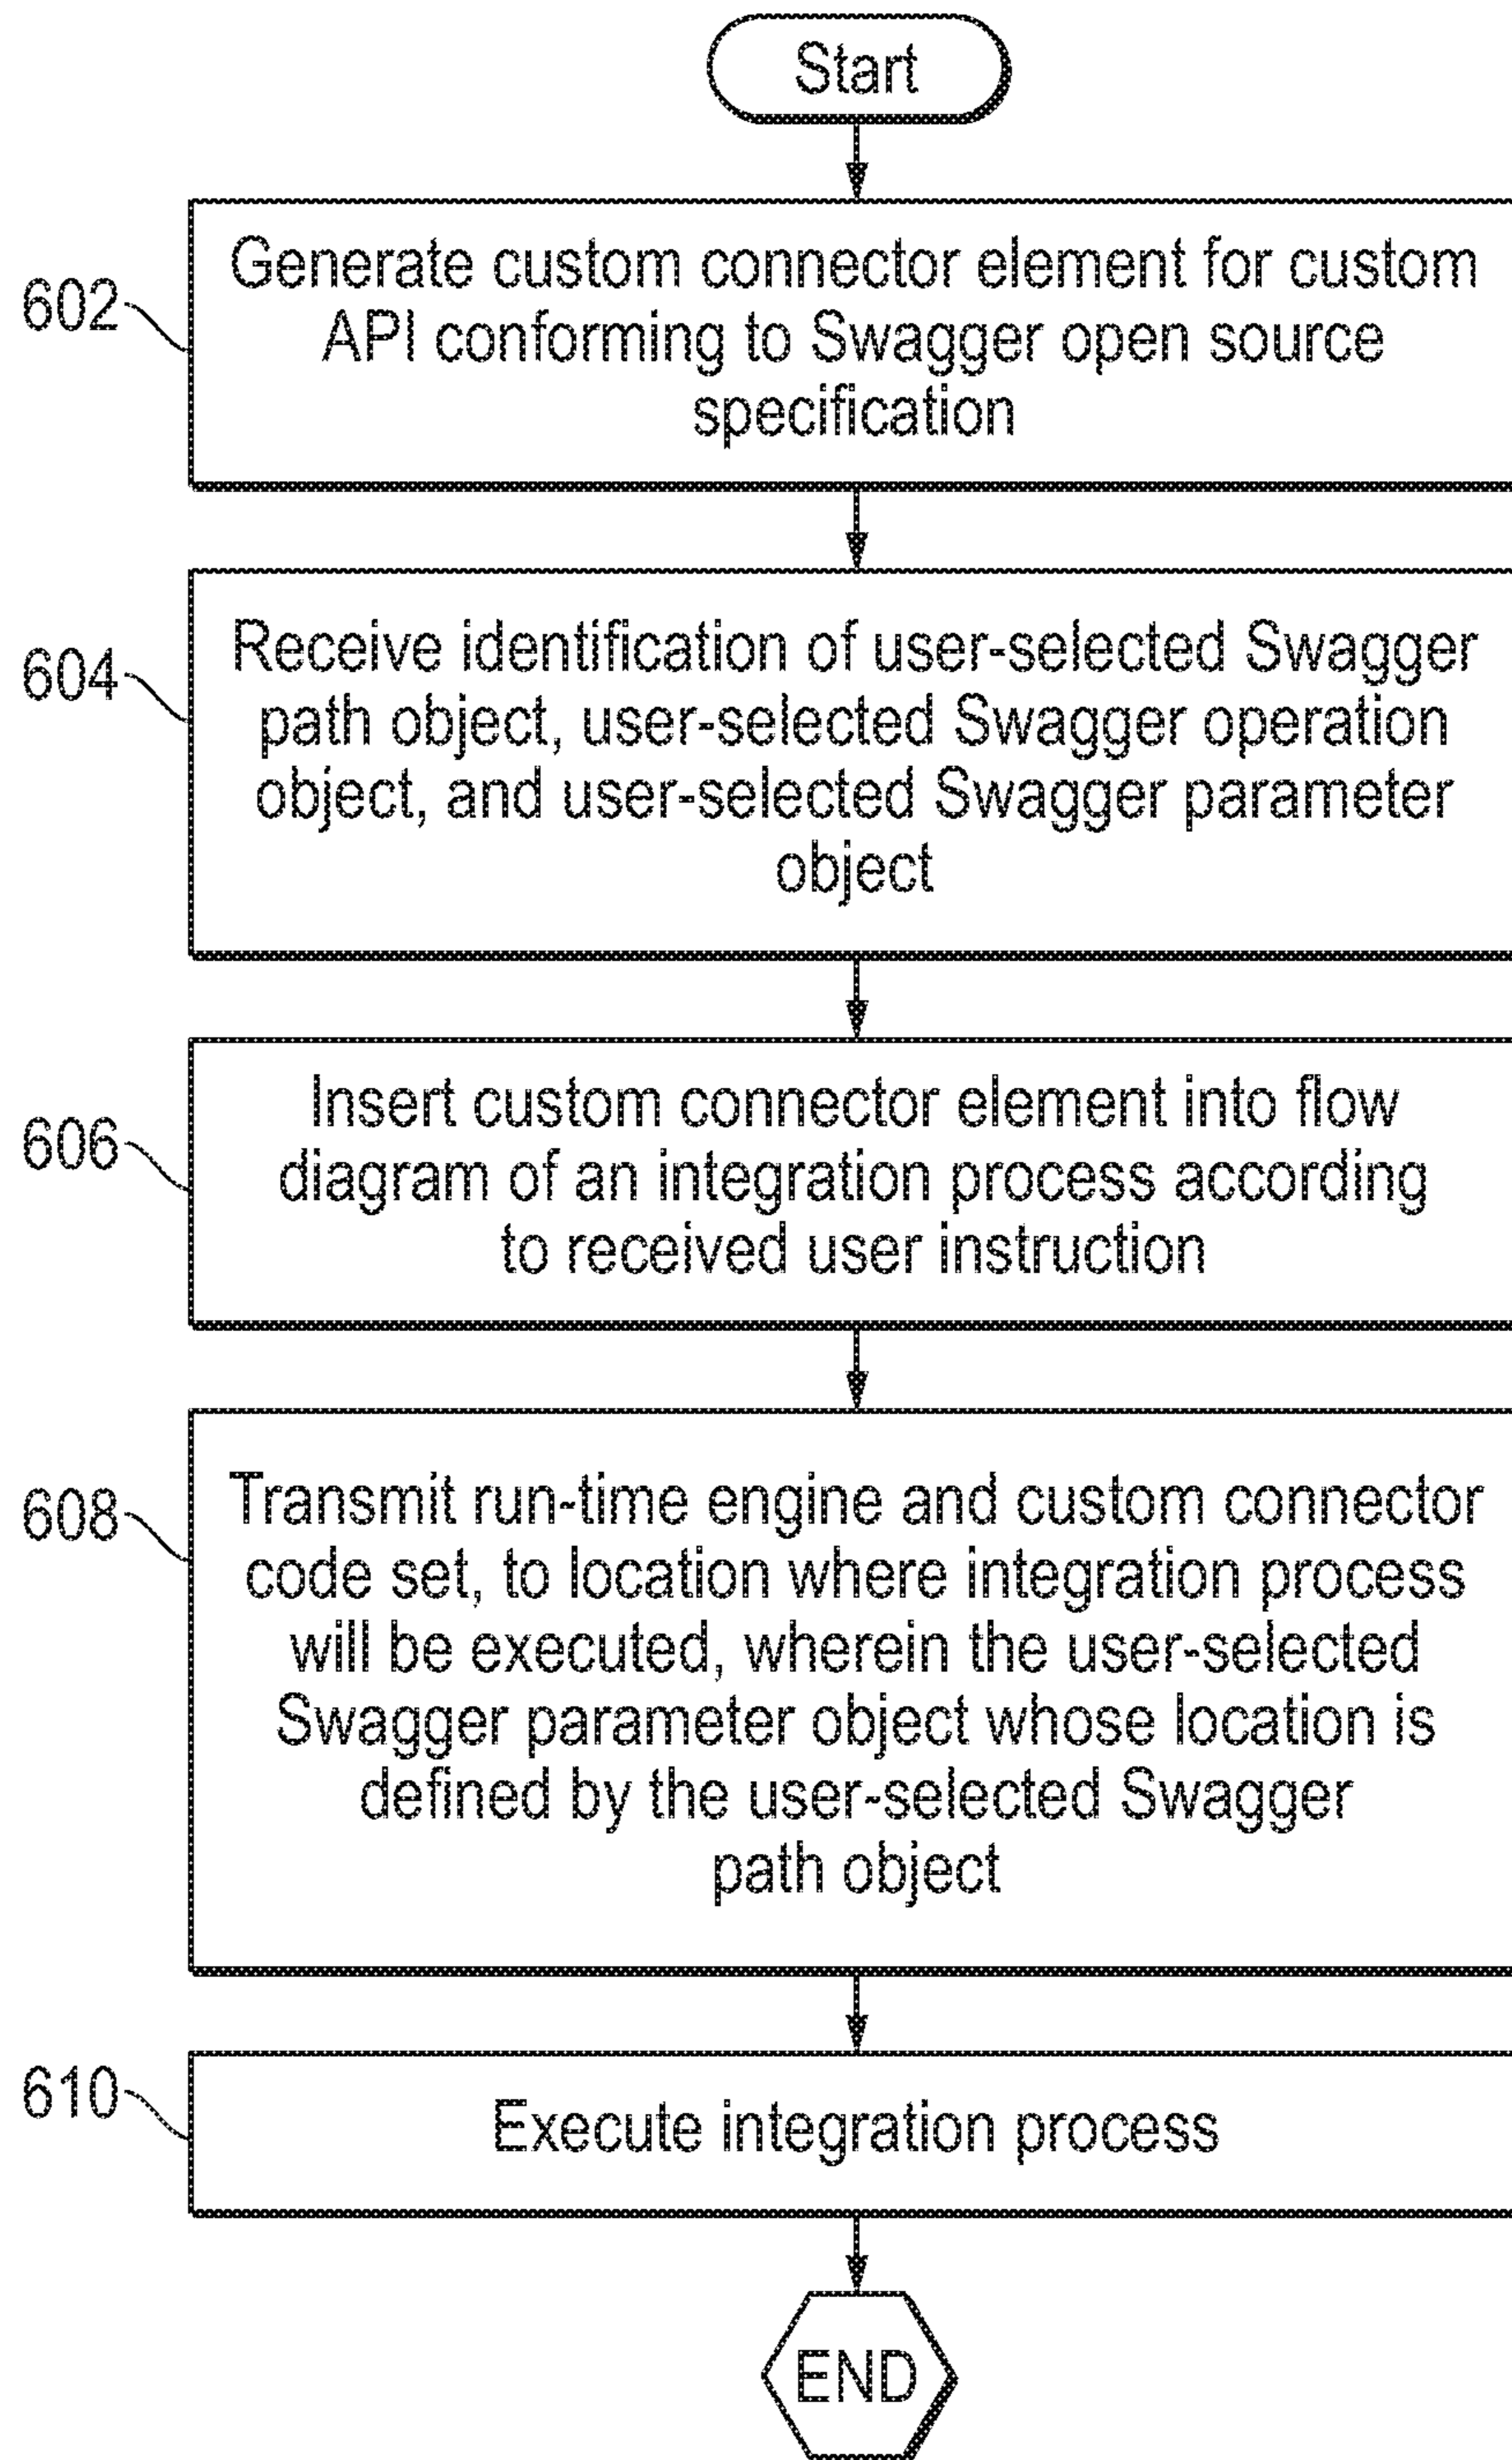 Start
602
Generate custom connector element for custom
API conforming to Swagger open source
specification
604
Receive identification of user-selected Swagger
path object, user-selected Swagger operation
object, and user-selected Swagger parameter
object
606
Insert custom connector element into flow
diagram of an integration process according
to received user instruction
608
Transmit run-time engine and custom connector
code set, to location where integration process
will be executed, wherein the user-selected
Swagger parameter object whose location is
defined by the user-selected Swagger
path object
610
Execute integration process
END